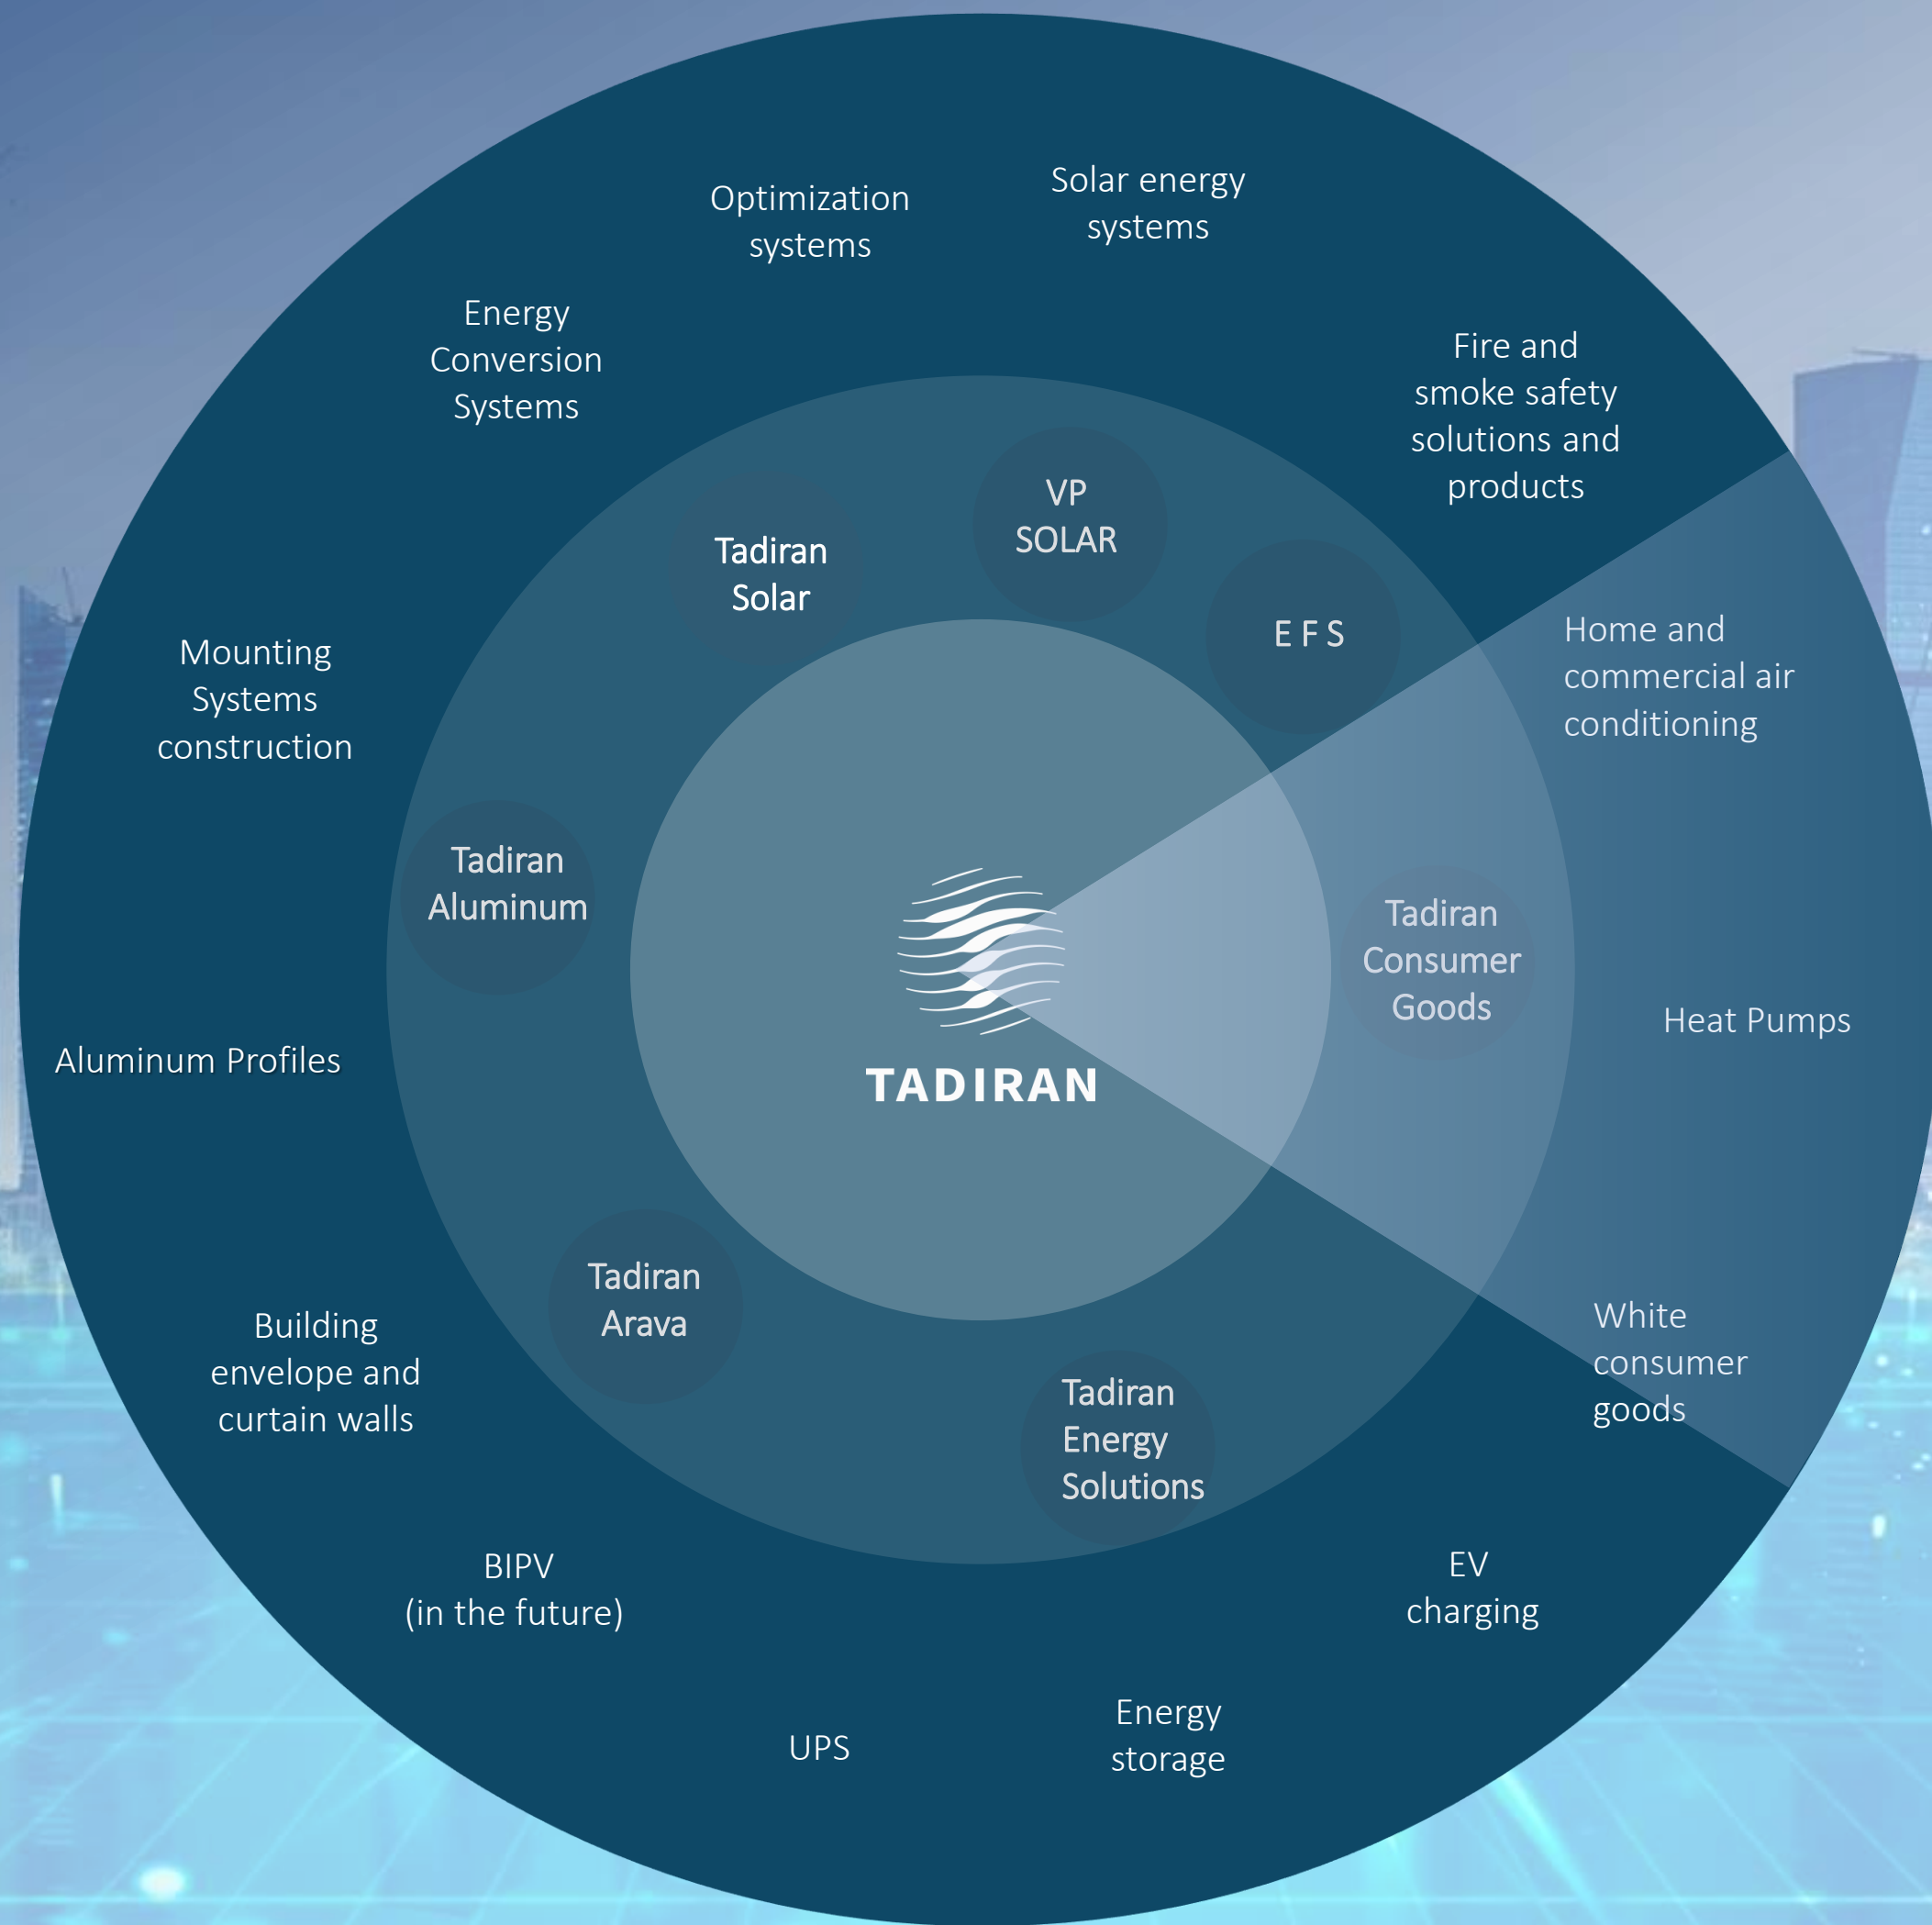 Solar energy
systems
Optimization
systems
Energy
Conversion
Systems
Fire and
smoke safety
solutions and
products
VP
SOLAR
Tadiran
Solar
E F S
Home and
commercial air
conditioning
Mounting
Systems
construction
Tadiran
Aluminum
Tadiran
Consumer
Goods
Heat Pumps
Aluminum Profiles
TADIRAN
Tadiran
Arava
Building
envelope and
curtain walls
White
consumer
goods
Tadiran
Energy
Solutions
BIPV
(in the future)
EV
charging
UPS
Energy
storage